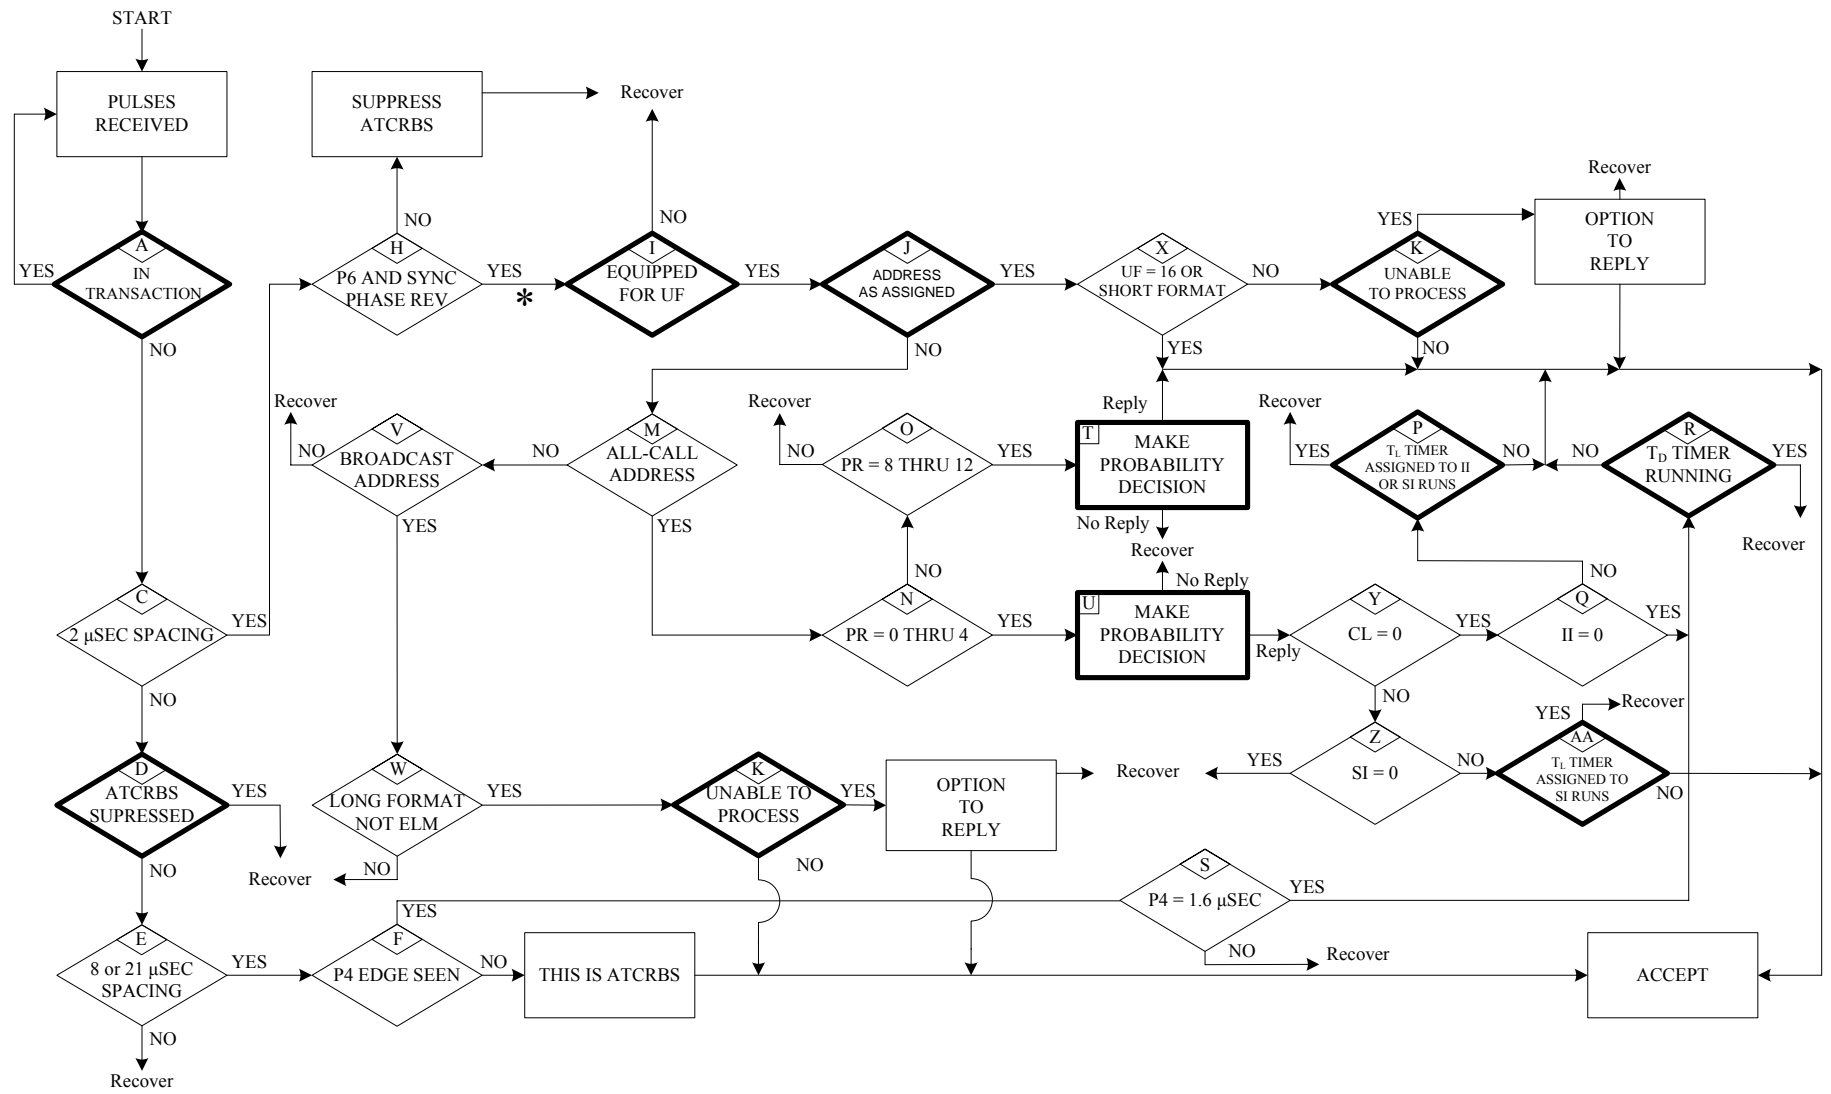 START
PULSES
RECEIVED
A
IN
TRANSACTION
YES
NO
C
2 µSEC SPACING
YES
NO
D
ATCRBS
SUPRESSED
YES
Recover
NO
E
8 or 21 µSEC
SPACING
YES
NO
Recover
SUPPRESS
ATCRBS
Recover
NO
H
P6 AND SYNC
PHASE REV
YES
*
NO
I
EQUIPPED
FOR UF
YES
J
ADDRESS
AS ASSIGNED
YES
NO
X
UF = 16 OR
SHORT FORMAT
NO
YES
K
UNABLE
TO PROCESS
YES
NO
Recover
OPTION
TO
REPLY
Recover
NO
V
BROADCAST
ADDRESS
YES
NO
M
ALL-CALL
ADDRESS
YES
Recover
NO
O
PR = 8 THRU 12
YES
NO
N
PR = 0 THRU 4
YES
Reply
T
MAKE
PROBABILITY
DECISION
No Reply
Recover
No Reply
U
MAKE
PROBABILITY
DECISION
Reply
Recover
YES
P
TL TIMER
ASSIGNED TO II
OR SI RUNS
NO
NO
R
TD TIMER
RUNNING
YES
Recover
Y
CL = 0
YES
NO
NO
Q
II = 0
YES
Z
SI = 0
YES
Recover
NO
YES
Recover
AA
TL TIMER
ASSIGNED TO
SI RUNS
NO
W
LONG FORMAT
NOT ELM
YES
NO
K
UNABLE TO
PROCESS
YES
NO
OPTION
TO
REPLY
S
P4 = 1.6 µSEC
YES
NO
Recover
YES
F
P4 EDGE SEEN
NO
THIS IS ATCRBS
ACCEPT